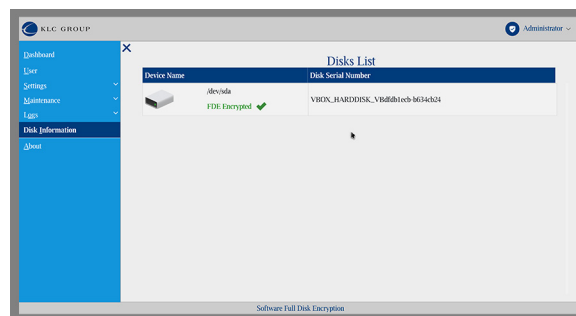 KLC GROUP
Administrator
Dashboard
User
Settings
Maintenance
Logs
Disk Information
About
Disks List
Device Name Disk Serial Number
/dev/sda
FDE Encrypted
VBOX_HARDDISK_VBdfdb1ecb-b634cb24
Software Full Disk Encryption